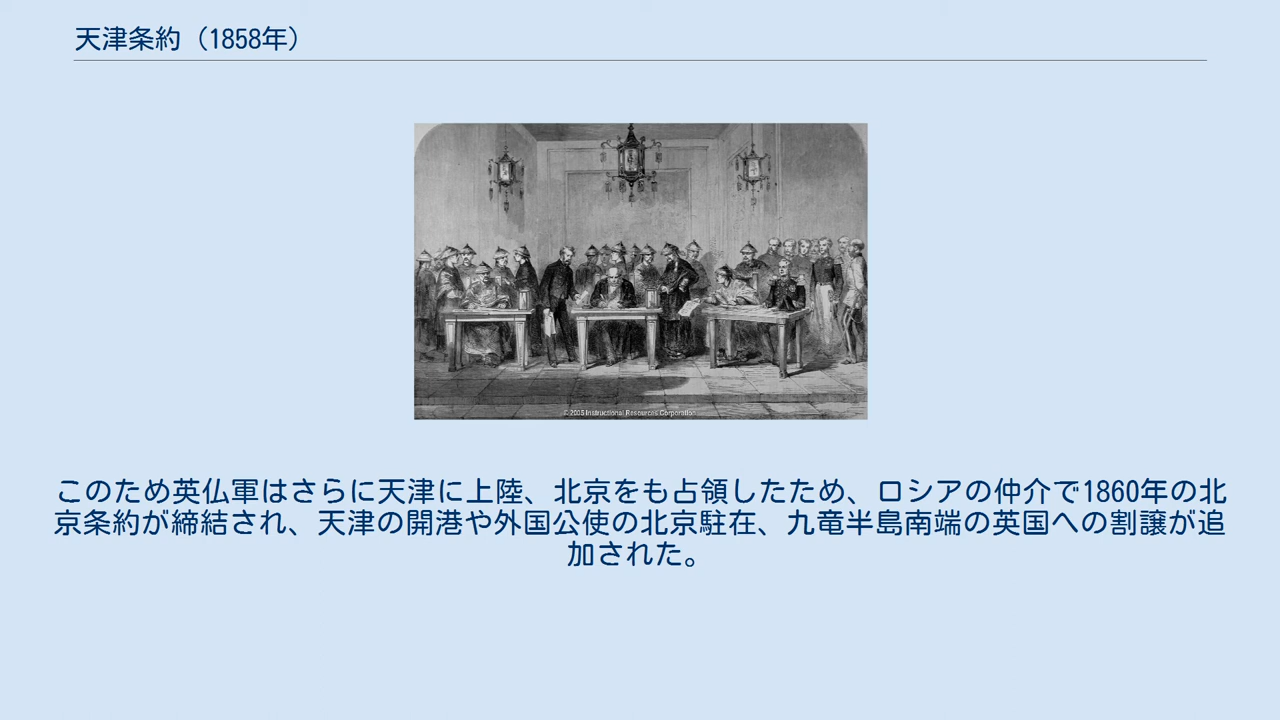 天津条約（1858年）
© 2005 Instructional Resources Corporation
このため英仏軍はさらに天津に上陸、北京をも占領したため、ロシアの仲介で1860年の北
京条約が締結され、天津の開港や外国公使の北京駐在、九竜半島南端の英国への割譲が追
加された。